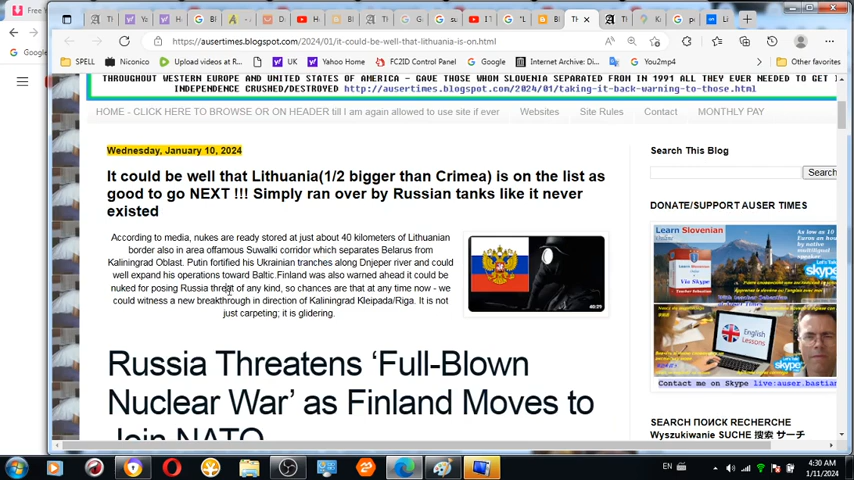 Free Y
https://ausertimes.blogspot.com/2024/01/it-could-be-well-that-lithuania-is-on.html
SPELL
Niconico
Upload videos at R...
UK
Yahoo Home
FC2ID Control Panel
Google
Internet Archive: Di...
You2mp4
Other favorites
THROUGHOUT WESTERN EUROPE AND UNITED STATES OF AMERICA - GAVE THOSE WHOM SLOVENIA SEPARATED FROM 1991 ALL THEY EVER NEEDED TO GET
INDEPENDENCE CRUSHED/DESTROYED http://ausertimes.blogspot.com/2024/01/taking-it-back-warning-to-those.html
HOME - CLICK HERE TO BROWSE OR ON HEADER till I am again allowed to use site if ever
Websites
Site Rules
Contact
MONTHLY PAY
Wednesday, January 10, 2024
It could be well that Lithuania(1/2 bigger than Crimea) is on the list as
good to go NEXT !!! Simply ran over by Russian tanks like it never
existed
According to media, nukes are ready stored at just about 40 kilometers of Lithuanian
border also in area offamous Suwalki corridor which separates Belarus from
Kaliningrad Oblast. Putin fortified his Ukrainian tranches along Dnjeper river and could
well expand his operations toward Baltic.Finland was also warned ahead it could be
nuked for posing Russia threat of any kind, so chances are that at any time now - we
could witness a new breakthrough in direction of Kaliningrad Kleipada/Riga. It is not
just carpeting; it is glidering.
Russia Threatens ‘Full-Blown
Nuclear War’ as Finland Moves to
Join NATO
Search This Blog
Search
DONATE/SUPPORT AUSER TIMES
Learn Slovenian
As low as 10
Via Skype
Let's Talk
English
Lessons
skype
Contact me on Skype live:auser.bastian
SEARCH ПОИСК RECHERCHE
Wyszukiwanie SUCHE 搜索 サーチ
EN
4:30 AM
1/11/2024